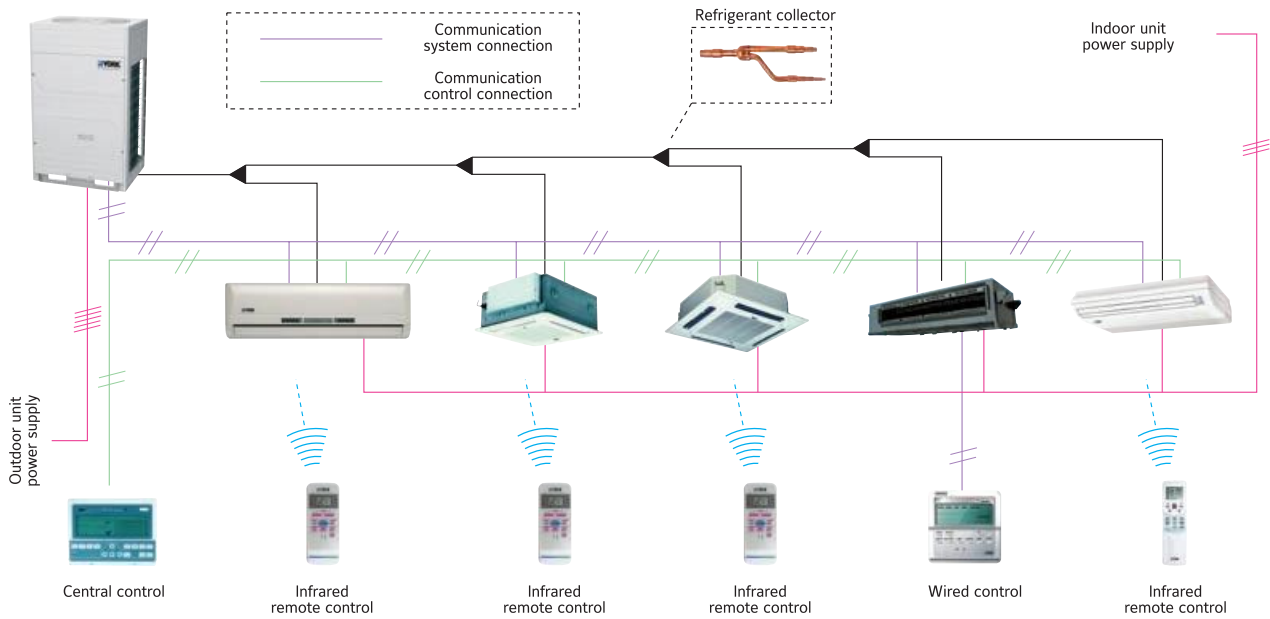 Refrigerant collector
Communication
system connection
Communication
control connection
Indoor unit
power supply
YORK
Outdoor unit
power supply
Central control
Infrared
remote control
Infrared
remote control
Infrared
remote control
Wired control
Infrared
remote control